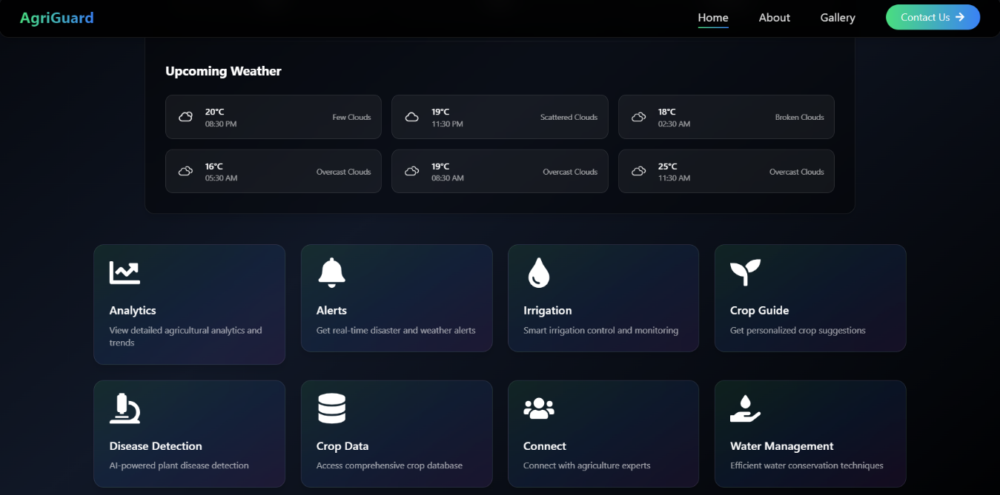 AgriGuard
Home
About
Gallery
Contact Us
Upcoming Weather
20°C
08:30 PM
Few Clouds
19°C
11:30 PM
Scattered Clouds
18°C
02:30 AM
Broken Clouds
16°C
05:30 AM
Overcast Clouds
19°C
08:30 AM
Overcast Clouds
25°C
11:30 AM
Overcast Clouds
Analytics
View detailed agricultural analytics and
trends
Alerts
Get real-time disaster and weather alerts
Irrigation
Smart irrigation control and monitoring
Crop Guide
Get personalized crop suggestions
Disease Detection
AI-powered plant disease detection
Crop Data
Access comprehensive crop database
Connect
Connect with agriculture experts
Water Management
Efficient water conservation techniques